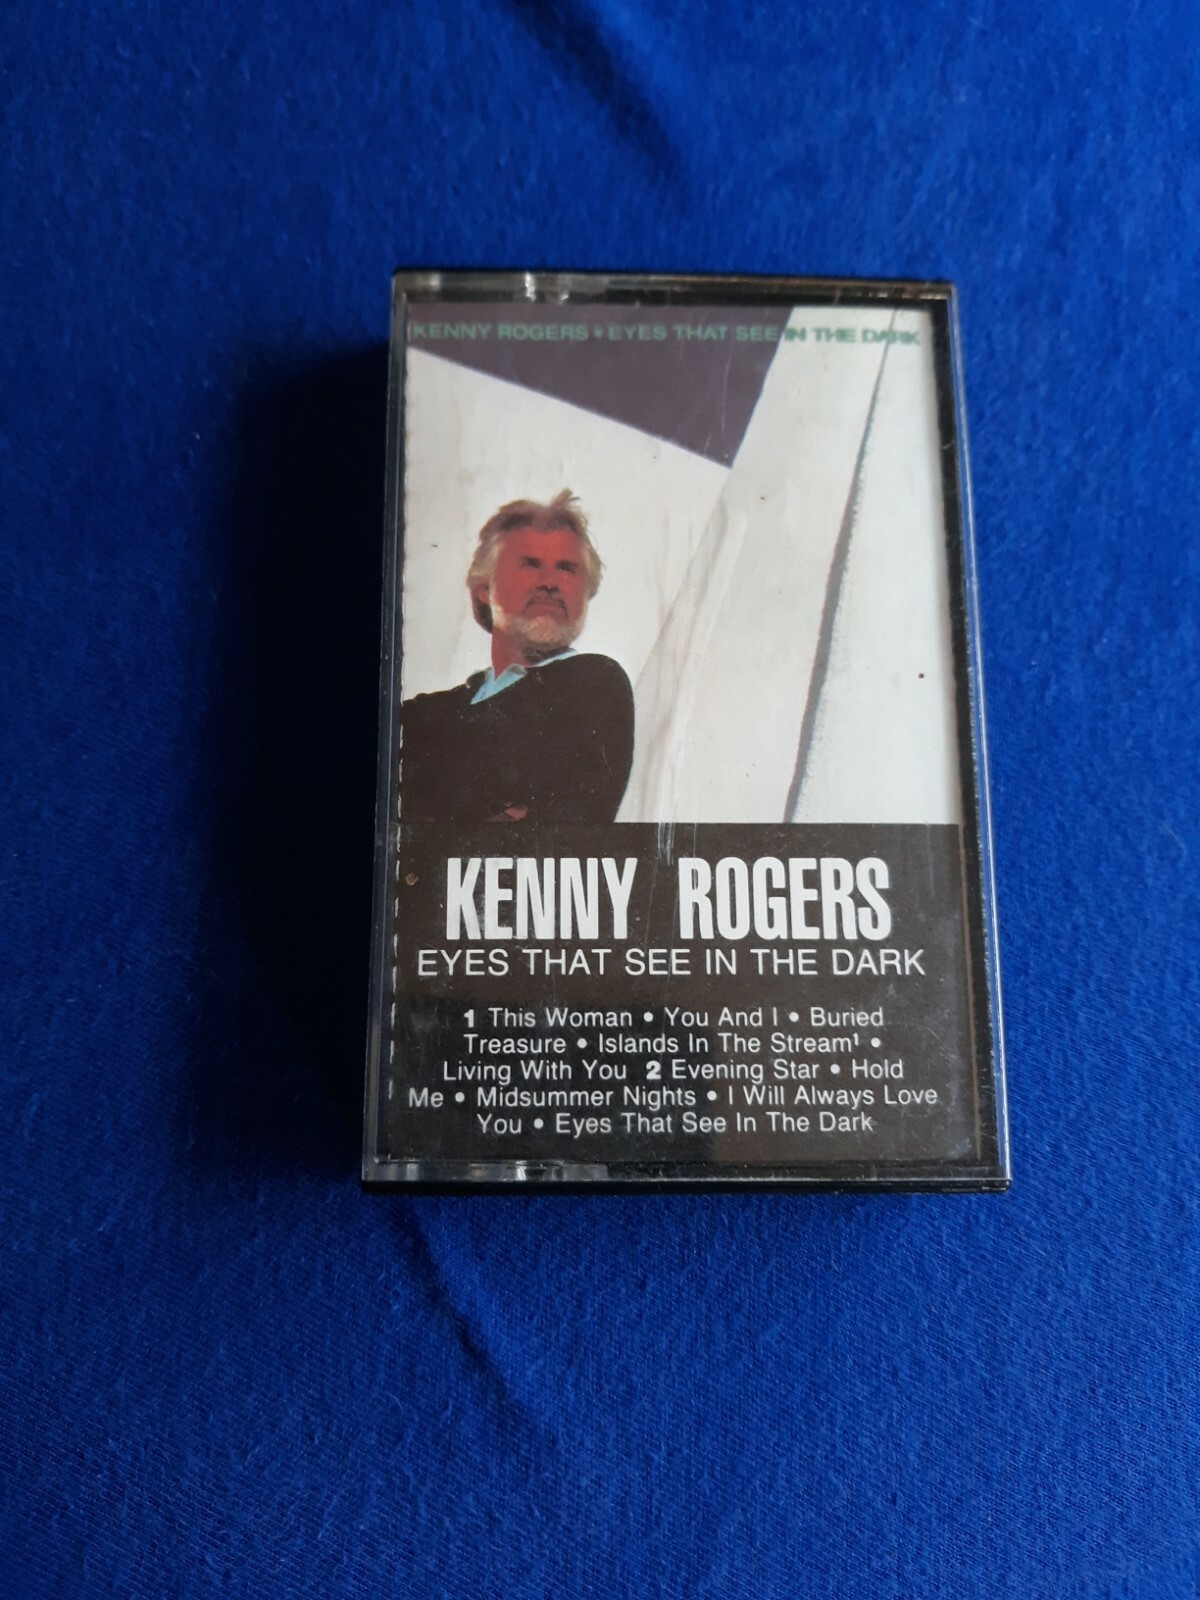 KENNY ROGERS • EYES THAT SEE IN THE DARK
KENNY ROGERS
EYES THAT SEE IN THE DARK
1 This Woman • You And I • Buried
Treasure • Islands In The Stream¹ •
Living With You 2 Evening Star • Hold
Me • Midsummer Nights • I Will Always Love
You • Eyes That See In The Dark